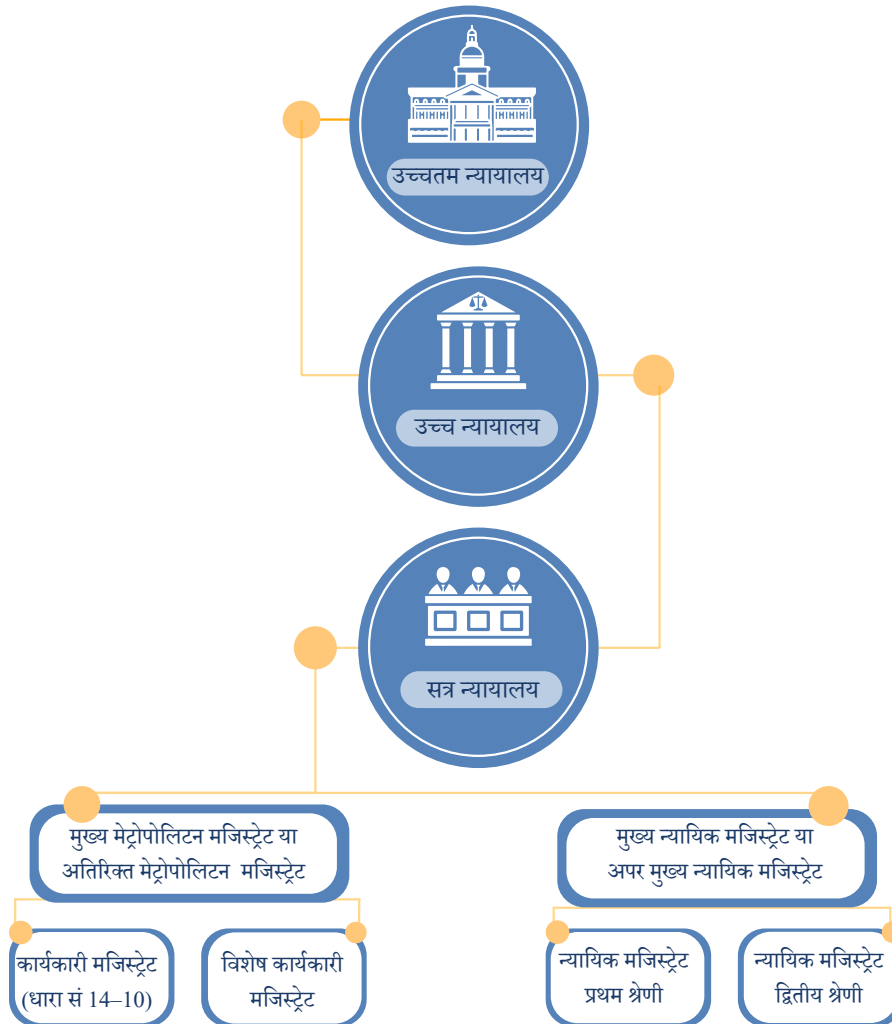 उच्चतम न्यायालय
उच्च न्यायालय
सत्र न्यायालय
मुख्य मेट्रोपोलिटन मजिस्ट्रेट या
अतिरिक्त मेट्रोपोलिटन मजिस्ट्रेट
मुख्य न्यायिक मजिस्ट्रेट या
अपर मुख्य न्यायिक मजिस्ट्रेट
कार्यकारी मजिस्ट्रेट
(धारा सं 14–10)
विशेष कार्यकारी
मजिस्ट्रेट
न्यायिक मजिस्ट्रेट
प्रथम श्रेणी
न्यायिक मजिस्ट्रेट
द्वितीय श्रेणी